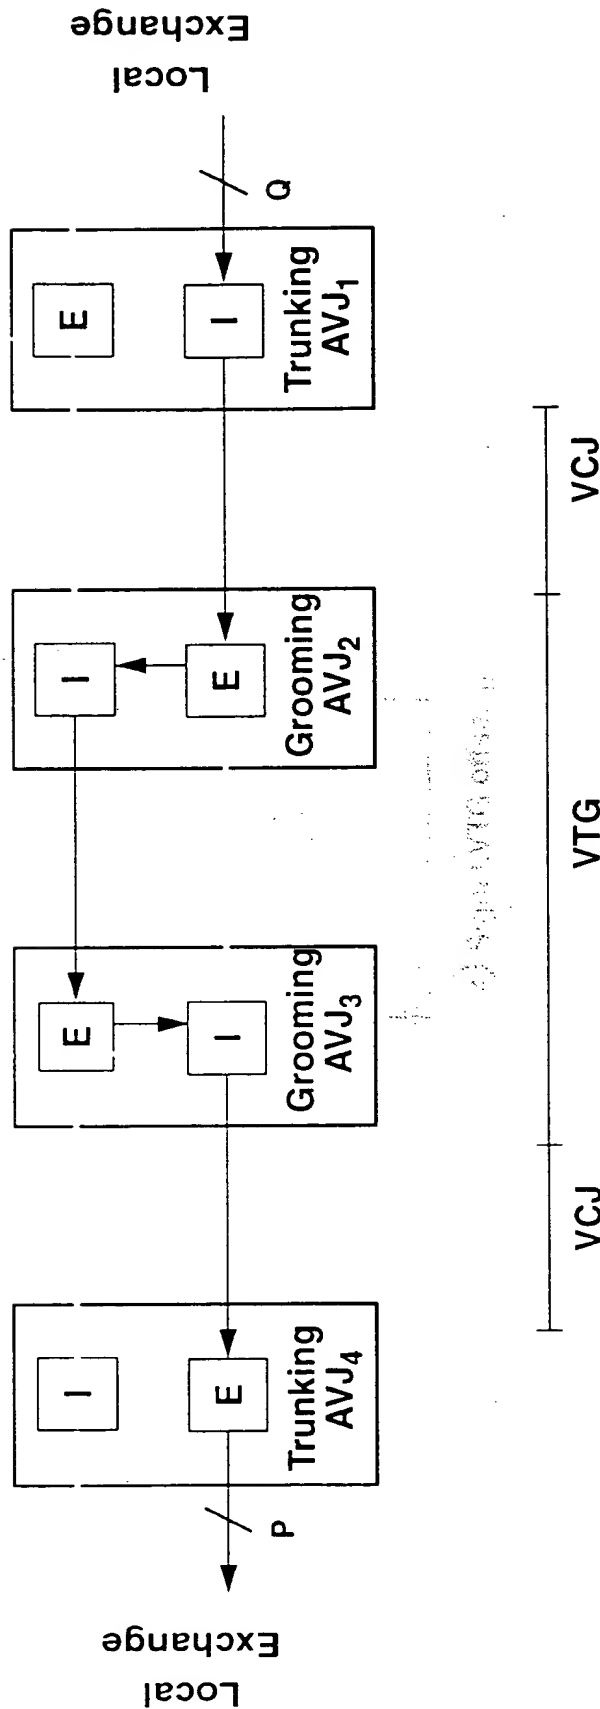 Local
Exchange
P
I
E
Trunking
AVJ4
E
I
Grooming
AVJ3
I
E
Grooming
AVJ2
E
I
Trunking
AVJ1
Q
Local
Exchange
VCJ
VTG
VCJ